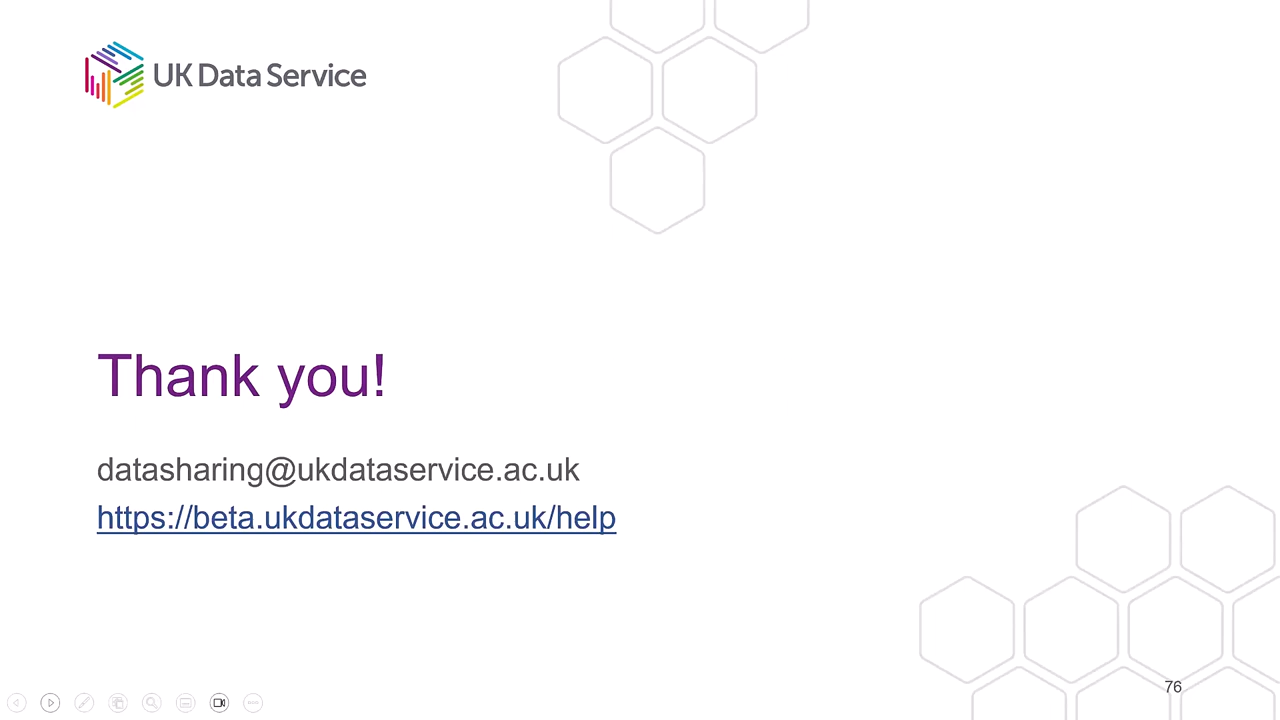 UK Data Service
Thank you!
datasharing@ukdataservice.ac.uk
https://beta.ukdataservice.ac.uk/help
76